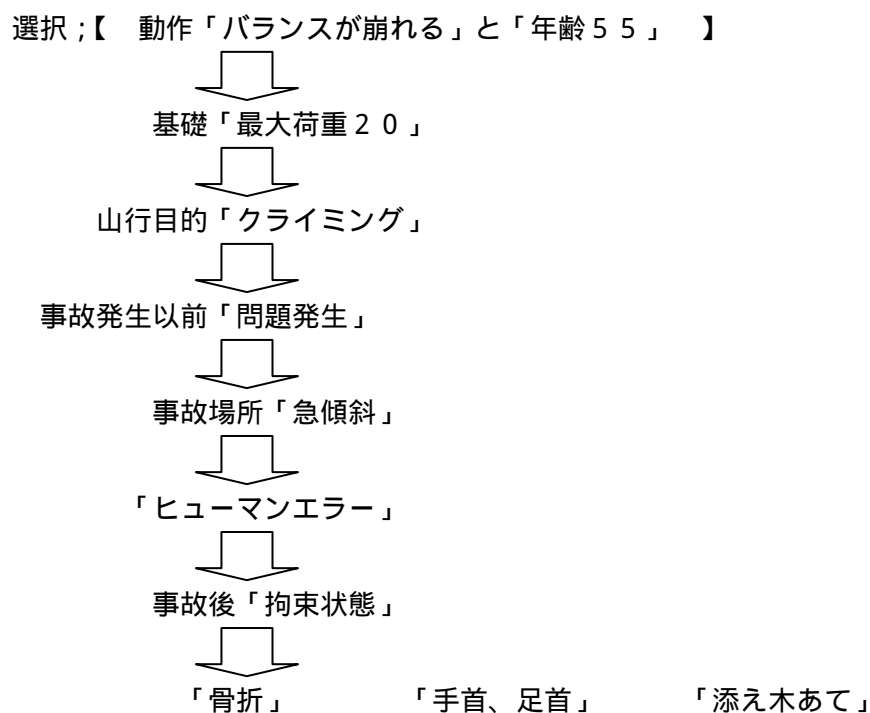 選択;【　動作「バランスが崩れる」と「年齢５５」　】
基礎「最大荷重２０」
山行目的「クライミング」
事故発生以前「問題発生」
事故場所「急傾斜」
「ヒューマンエラー」
事故後「拘束状態」
「骨折」　「手首、足首」　「添え木あて」